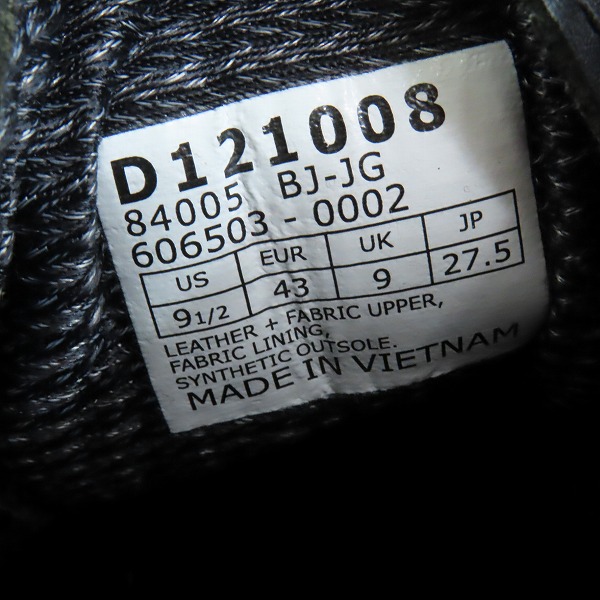 D121008
84005 BJ-JG
606503 - 0002
US EUR UK JP
9 1/2 43 9 27.5
LEATHER + FABRIC UPPER,
FABRIC LINING,
SYNTHETIC OUTSOLE.
MADE IN VIETNAM